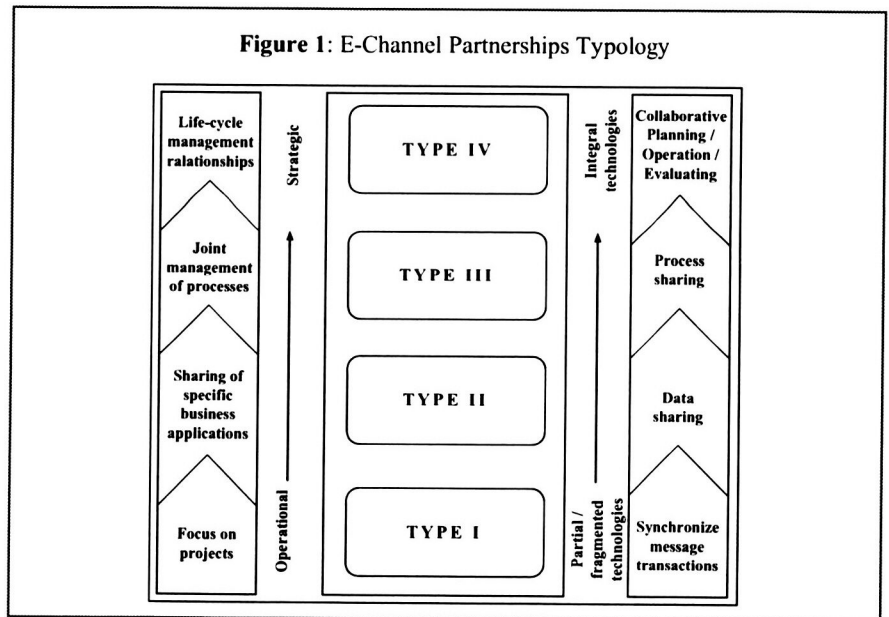 Figure 1: E-Channel Partnerships Typology
Life-cycle
management
ralationships
Joint
management
of processes
Sharing of
specific
business
applications
Focus on
projects
Strategic
Operational
TYPE IV
TYPE III
TYPE II
TYPE I
Integral
technologies
Partial /
fragmented
technologies
Collaborative
Planning /
Operation /
Evaluating
Process
sharing
Data
sharing
Synchronize
message
transactions